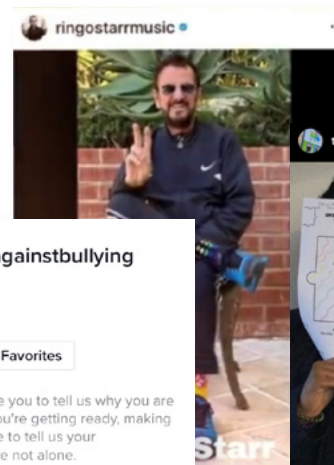 ringostarrmusic
againstbullying
Favorites
e you to tell us why you are
ou're getting ready, making
e to tell us your
e not alone.
Starr